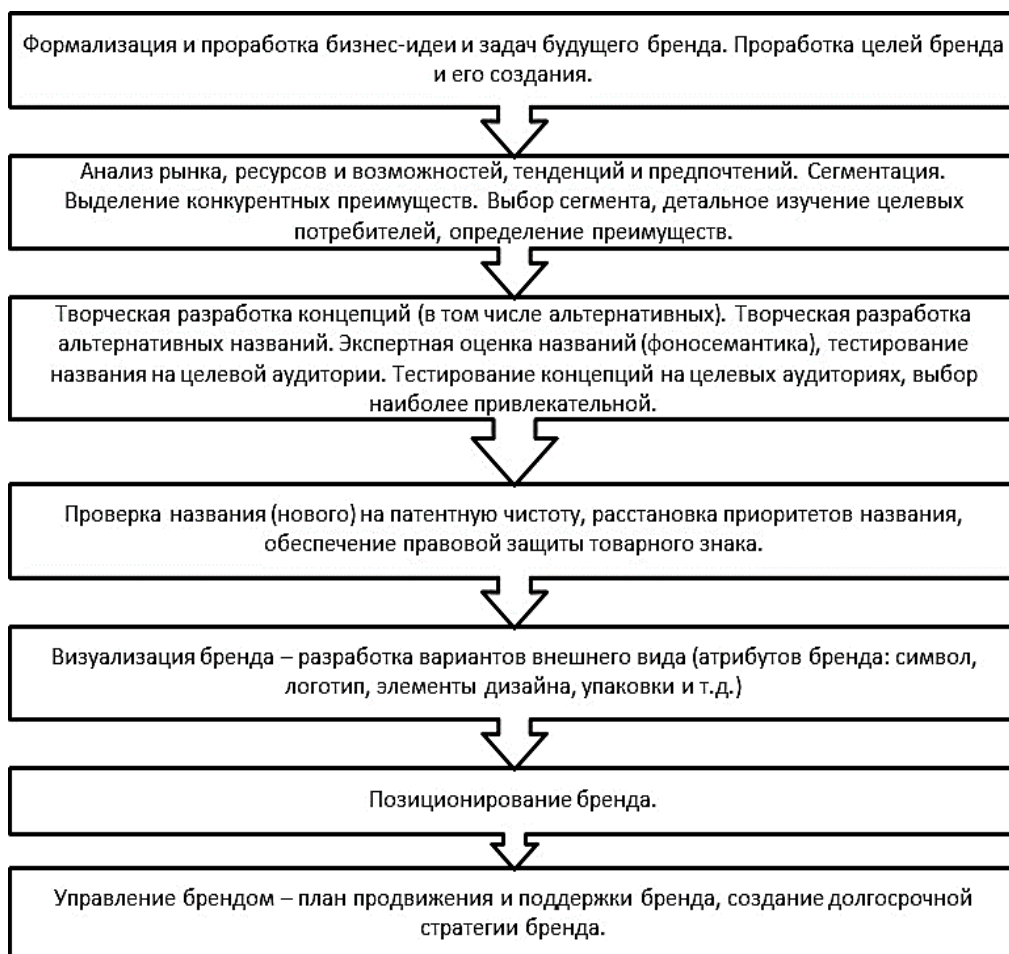 Формализация и проработка бизнес-идеи и задач будущего бренда. Проработка целей бренда
и его создания.
Анализ рынка, ресурсов и возможностей, тенденций и предпочтений. Сегментация.
Выделение конкурентных преимуществ. Выбор сегмента, детальное изучение целевых
потребителей, определение преимуществ.
Творческая разработка концепций (в том числе альтернативных). Творческая разработка
альтернативных названий. Экспертная оценка названий (фоносемантика), тестирование
названия на целевой аудитории. Тестирование концепций на целевых аудиториях, выбор
наиболее привлекательной.
Проверка названия (нового) на патентную чистоту, расстановка приоритетов названия,
обеспечение правовой защиты товарного знака.
Визуализация бренда – разработка вариантов внешнего вида (атрибутов бренда: символ,
логотип, элементы дизайна, упаковки и т.д.)
Позиционирование бренда.
Управление брендом – план продвижения и поддержки бренда, создание долгосрочной
стратегии бренда.